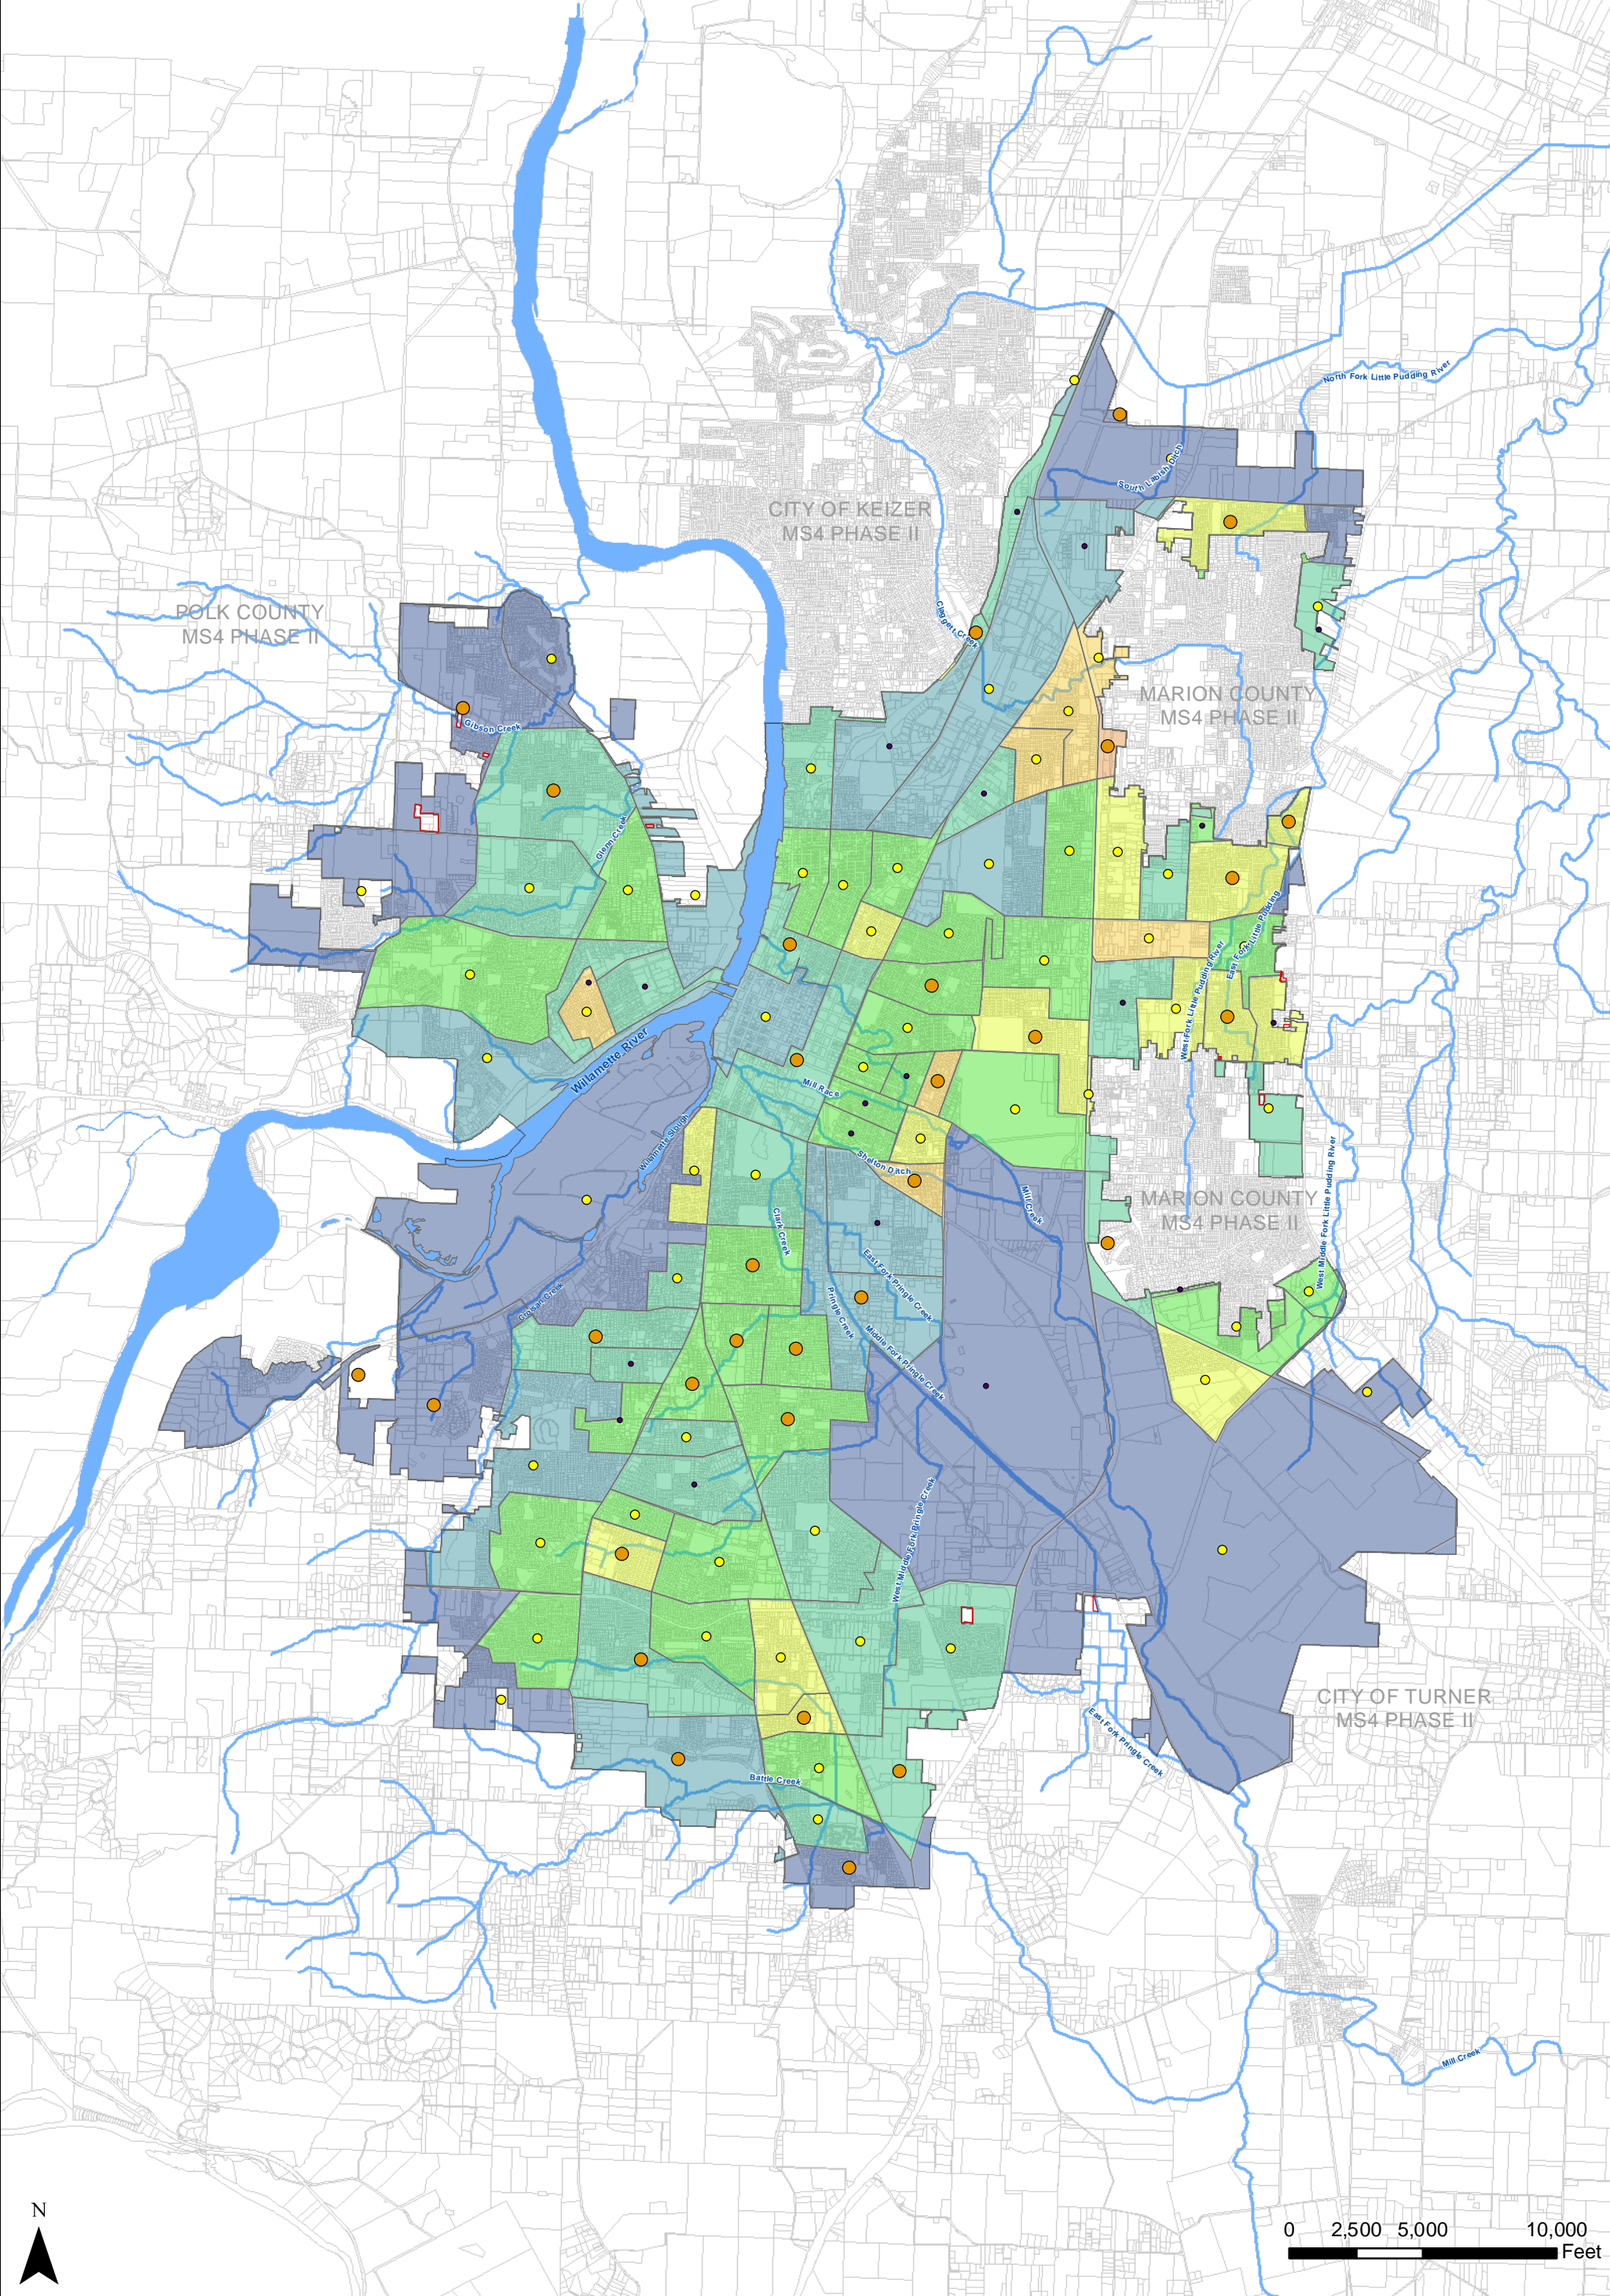 North Fork Little Pudding River
South Labish Ditch
CITY OF KEIZER
MS4 PHASE II
POLK COUNTY
MS4 PHASE II
Claggett Creek
MARION COUNTY
MS4 PHASE II
Gibson Creek
Glenn Creek
East Fork Little Pudding
West Fork Little Pudding River
Willamette River
Mill Race
Willamette Slough
Shelton Ditch
Mill Creek
MARION COUNTY
MS4 PHASE II
West Middle Fork Little Pudding River
Clark Creek
East Fork Pringle Creek
Pringle Creek
Croisan Creek
Middle Fork Pringle Creek
West Middle Fork Pringle Creek
CITY OF TURNER
MS4 PHASE II
East Fork Pringle Creek
Battle Creek
Mill Creek
N
0 2,500 5,000 10,000
Feet